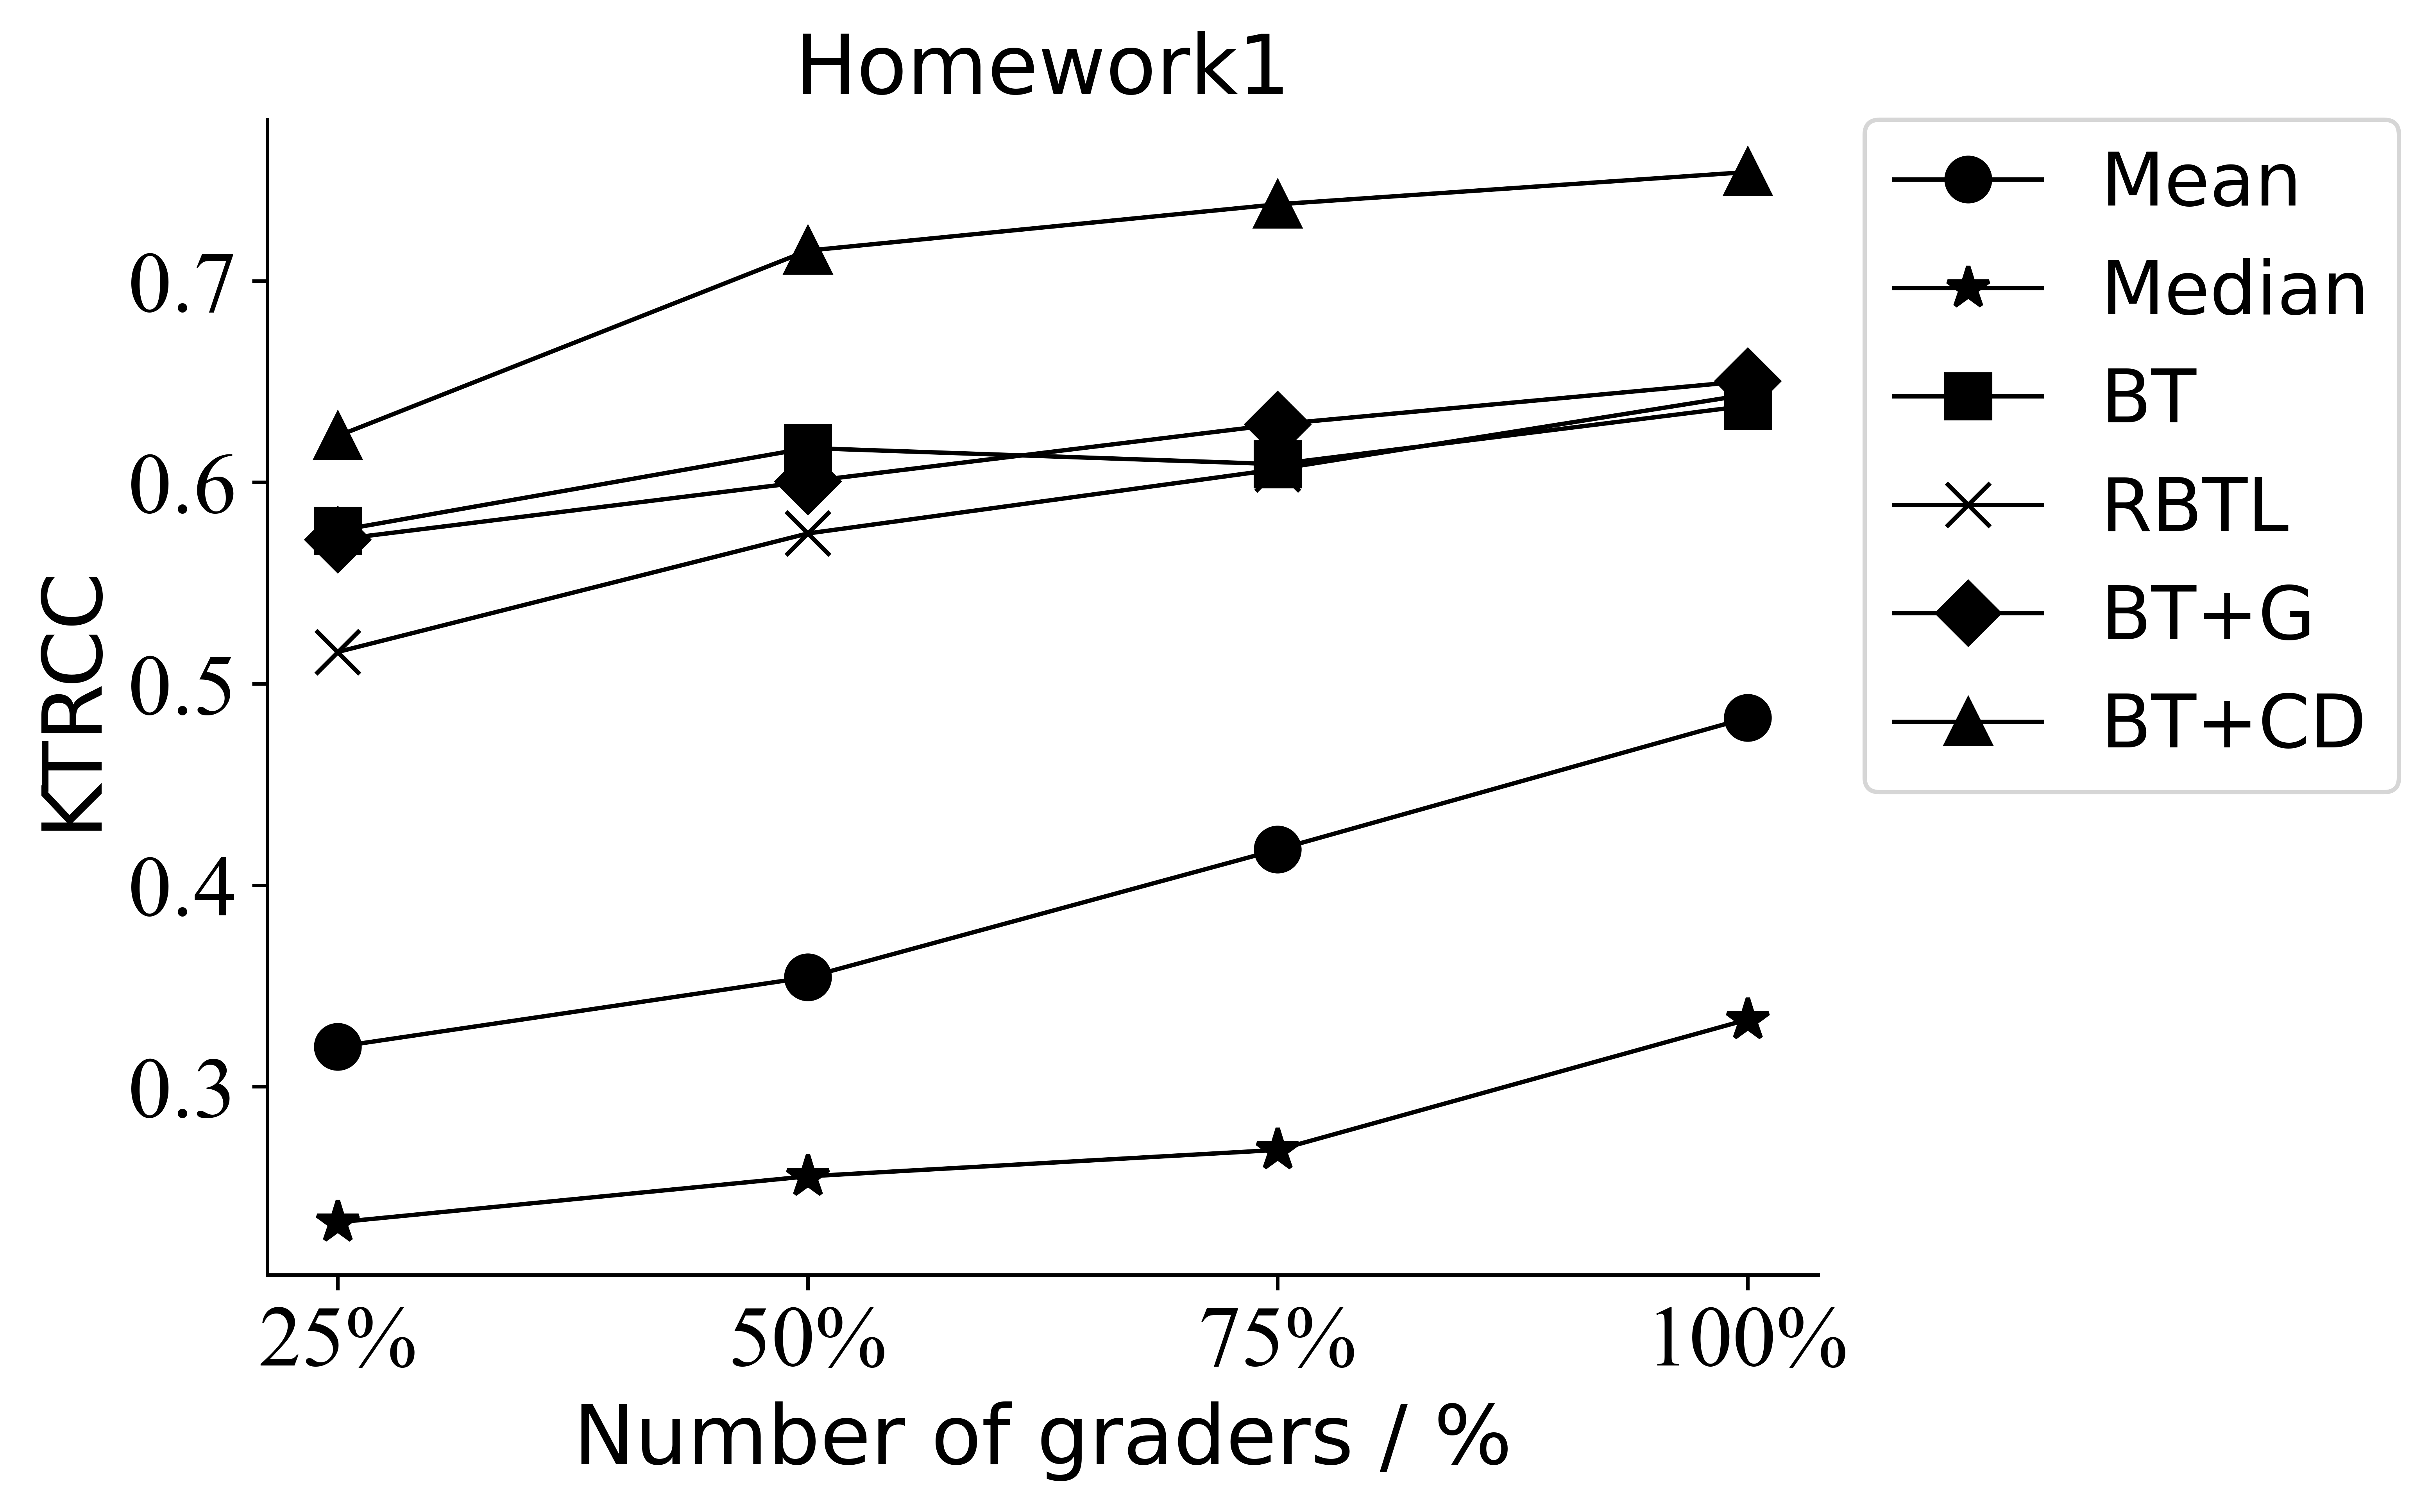 Homework1
KTRCC
0.7
0.6
0.5
0.4
0.3
25% 50% 75% 100%
Number of graders / %
Mean
Median
BT
RBTL
BT+G
BT+CD